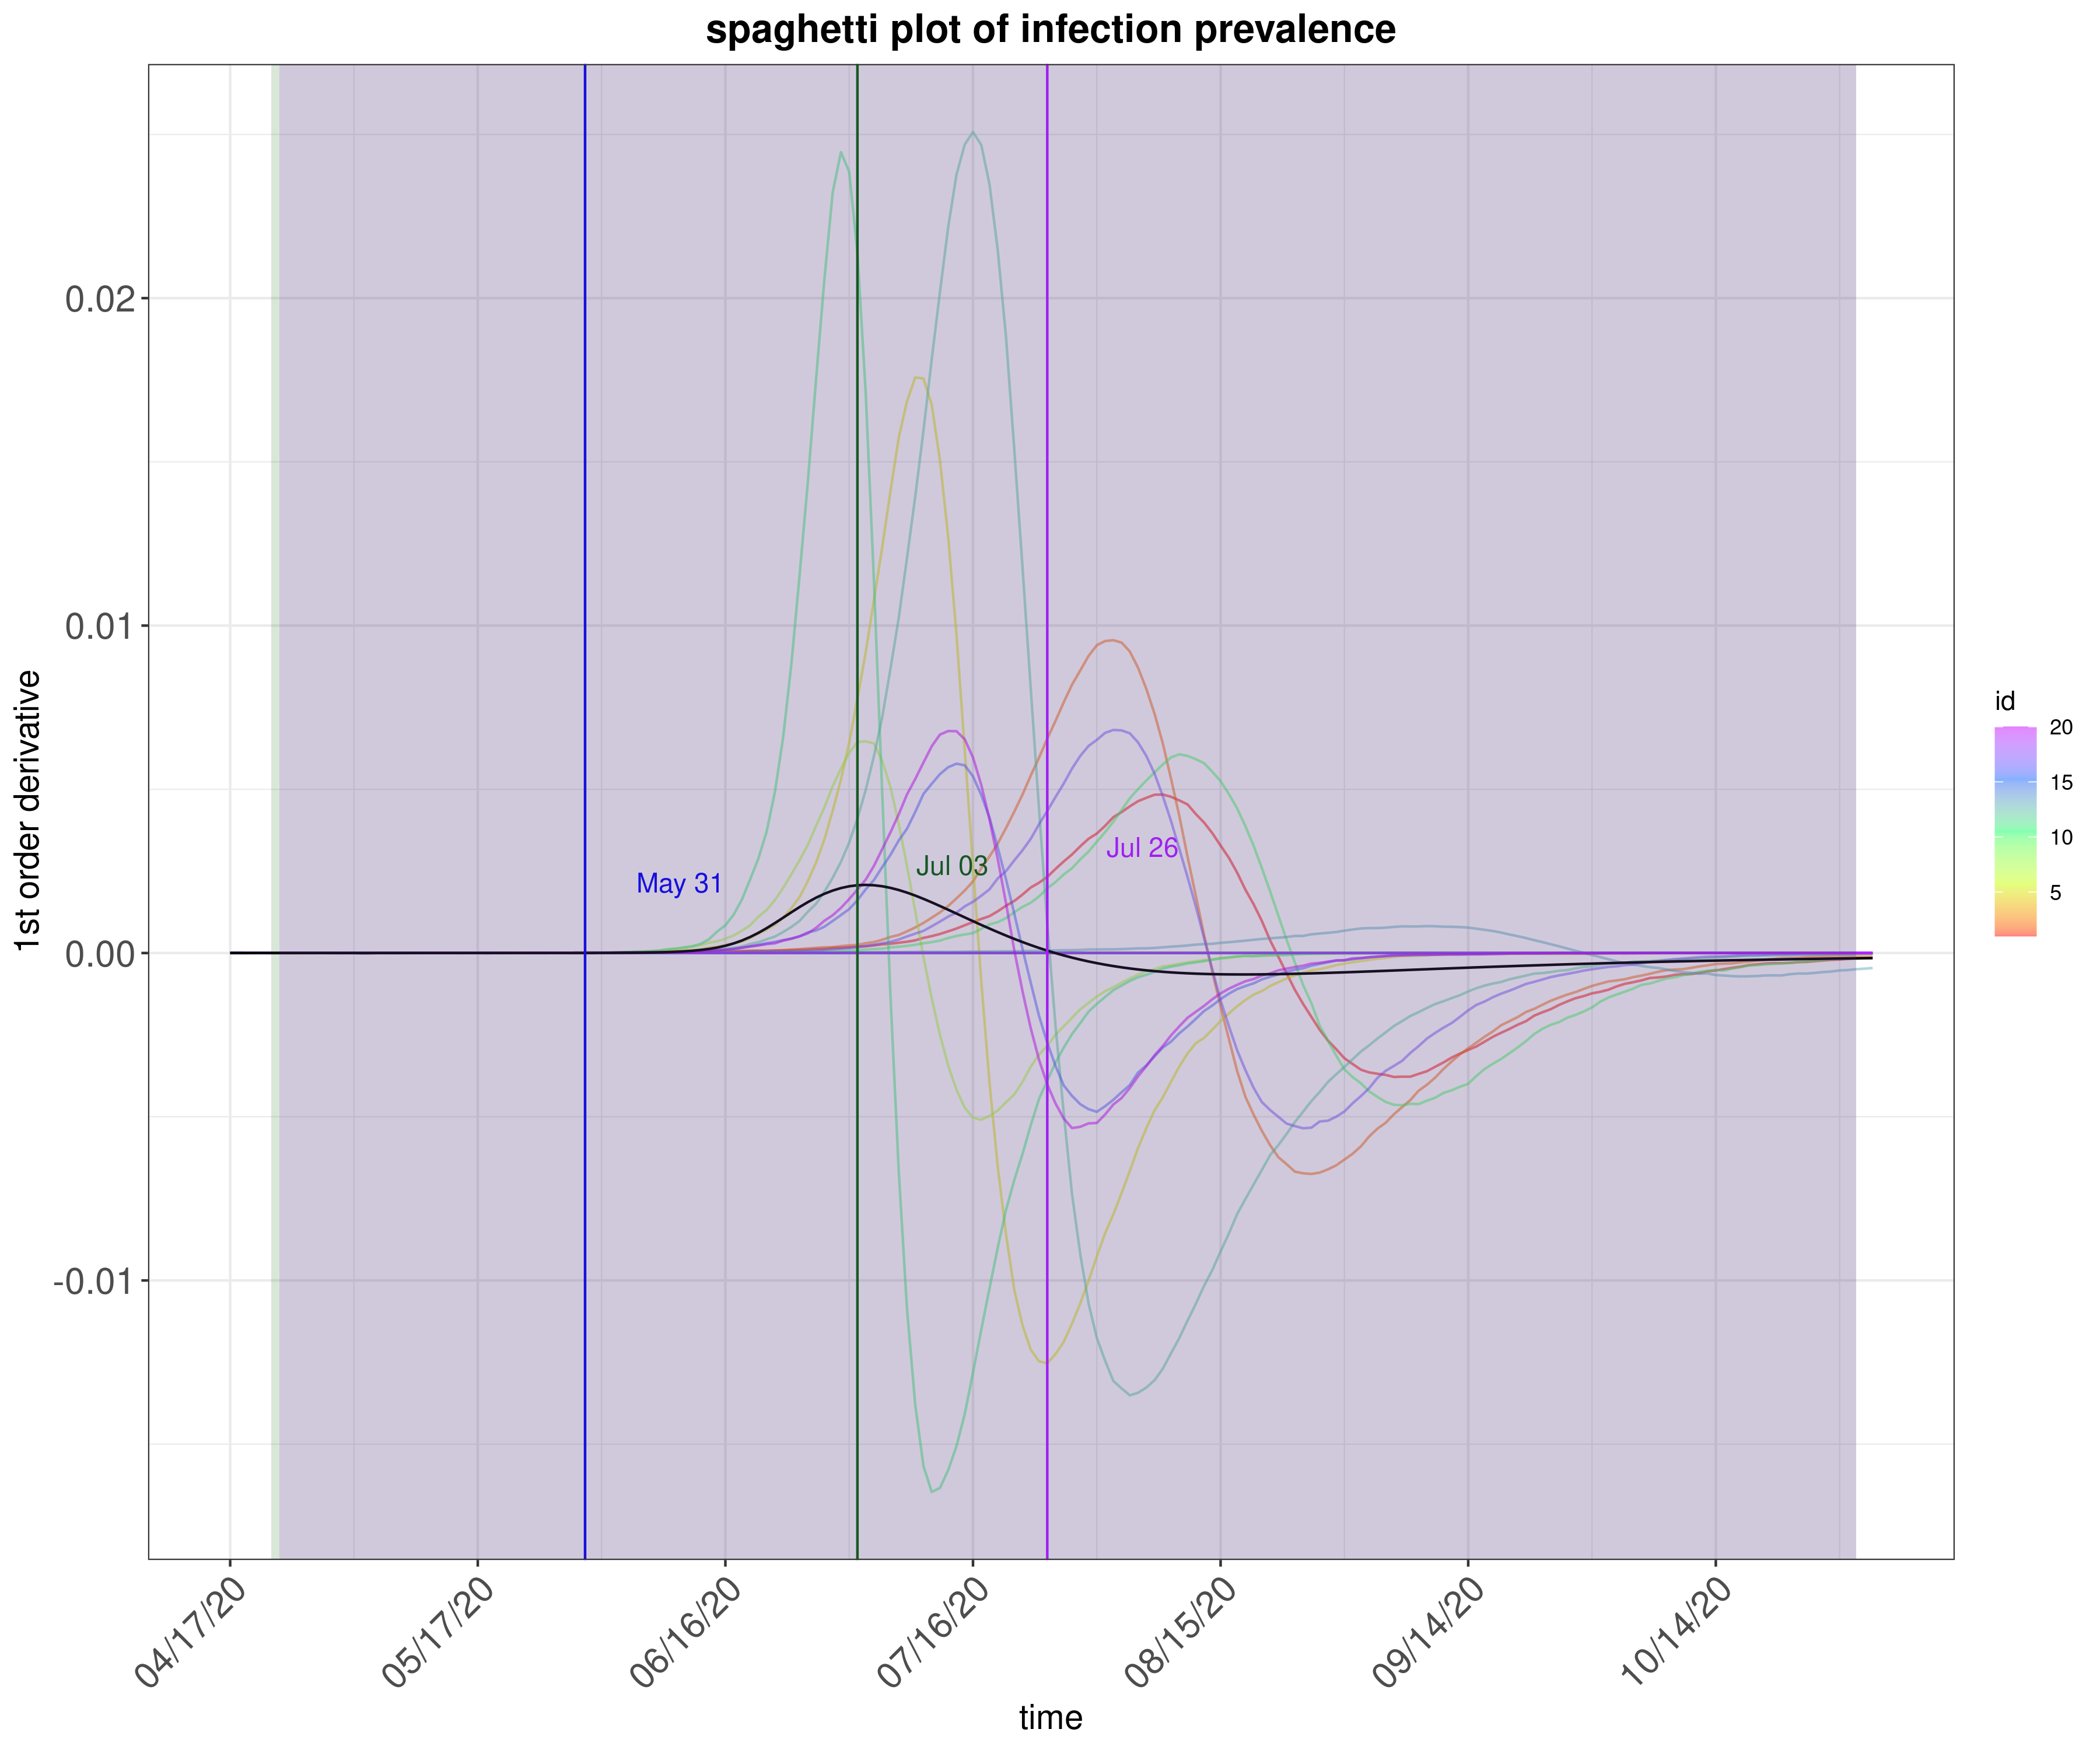 spaghetti plot of infection prevalence
1st order derivative
0.02
0.01
0.00
-0.01
May 31
Jul 03
Jul 26
04/17/20
05/17/20
06/16/20
07/16/20
08/15/20
09/14/20
10/14/20
time
id
20
15
10
5